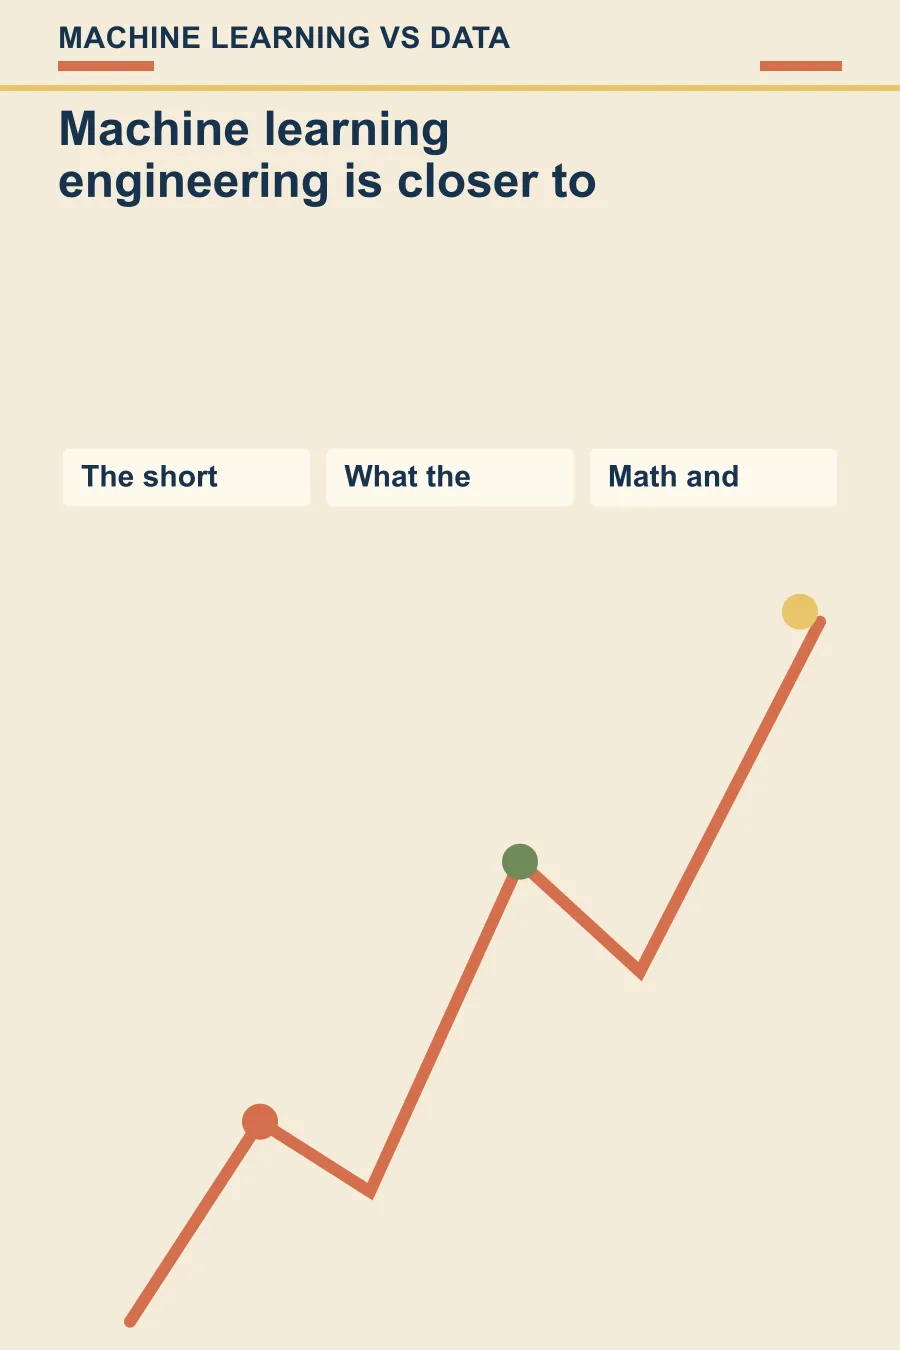 MACHINE LEARNING VS DATA
Machine learning
engineering is closer to
The short
What the
Math and